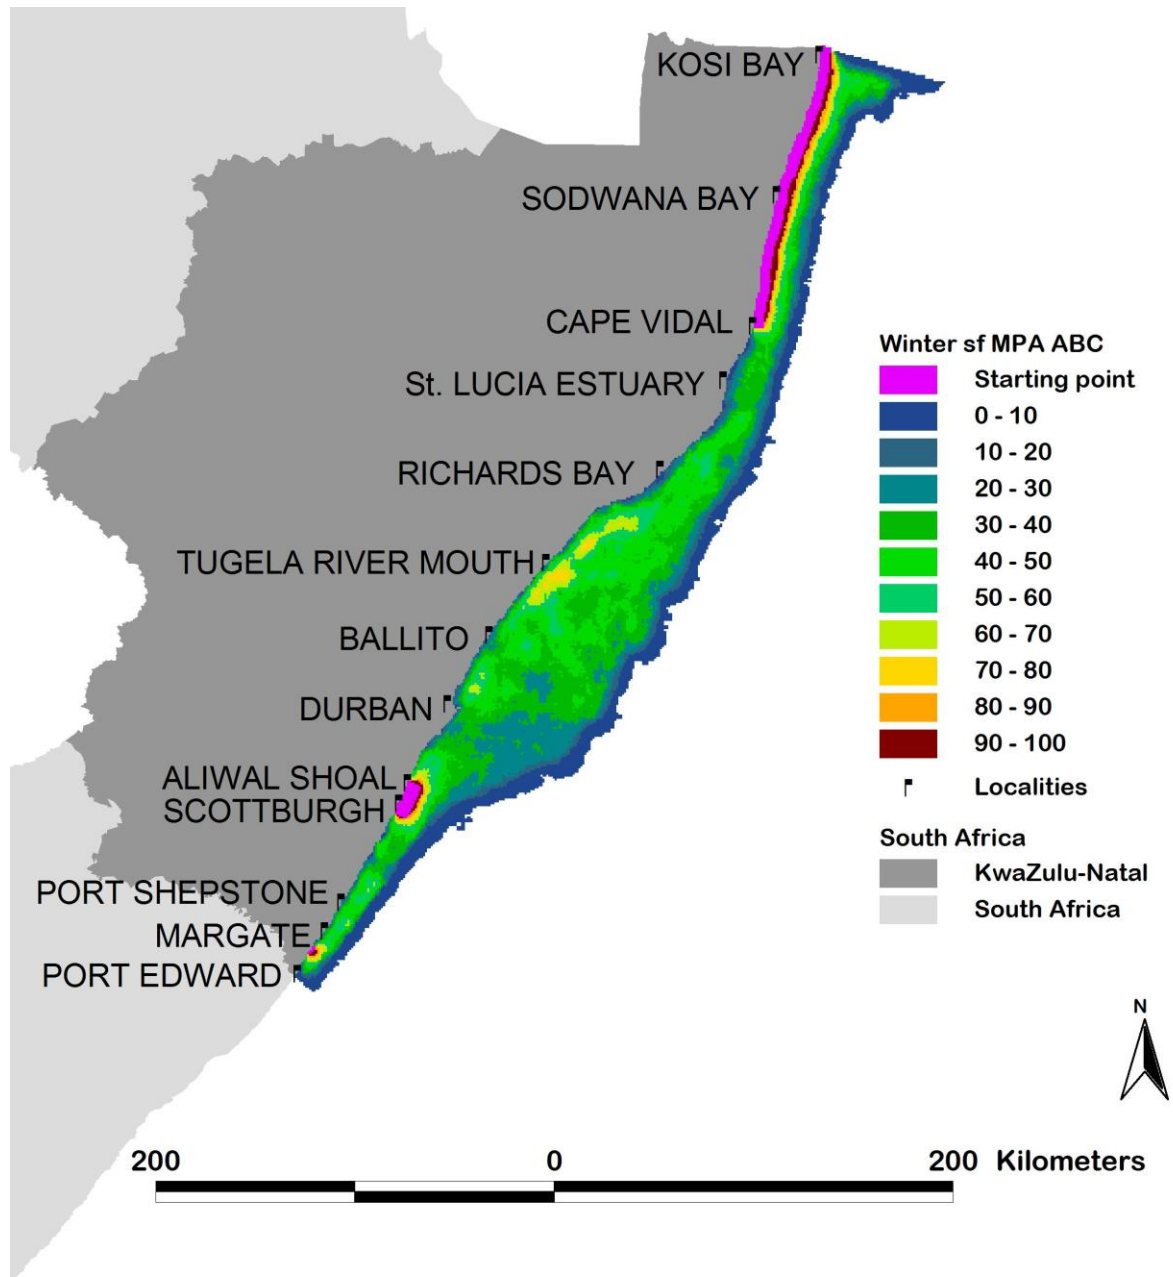 KOSI BAY
SODWANA BAY
CAPE VIDAL
St. LUCIA ESTUARY
RICHARDS BAY
TUGELA RIVER MOUTH
BALLITO
DURBAN
ALIWAL SHOAL
SCOTTBURGH
PORT SHEPSTONE
MARGATE
PORT EDWARD
Winter sf MPA ABC
Starting point
0 - 10
10 - 20
20 - 30
30 - 40
40 - 50
50 - 60
60 - 70
70 - 80
80 - 90
90 - 100
Localities
South Africa
KwaZulu-Natal
South Africa
N
200 0 200 Kilometers